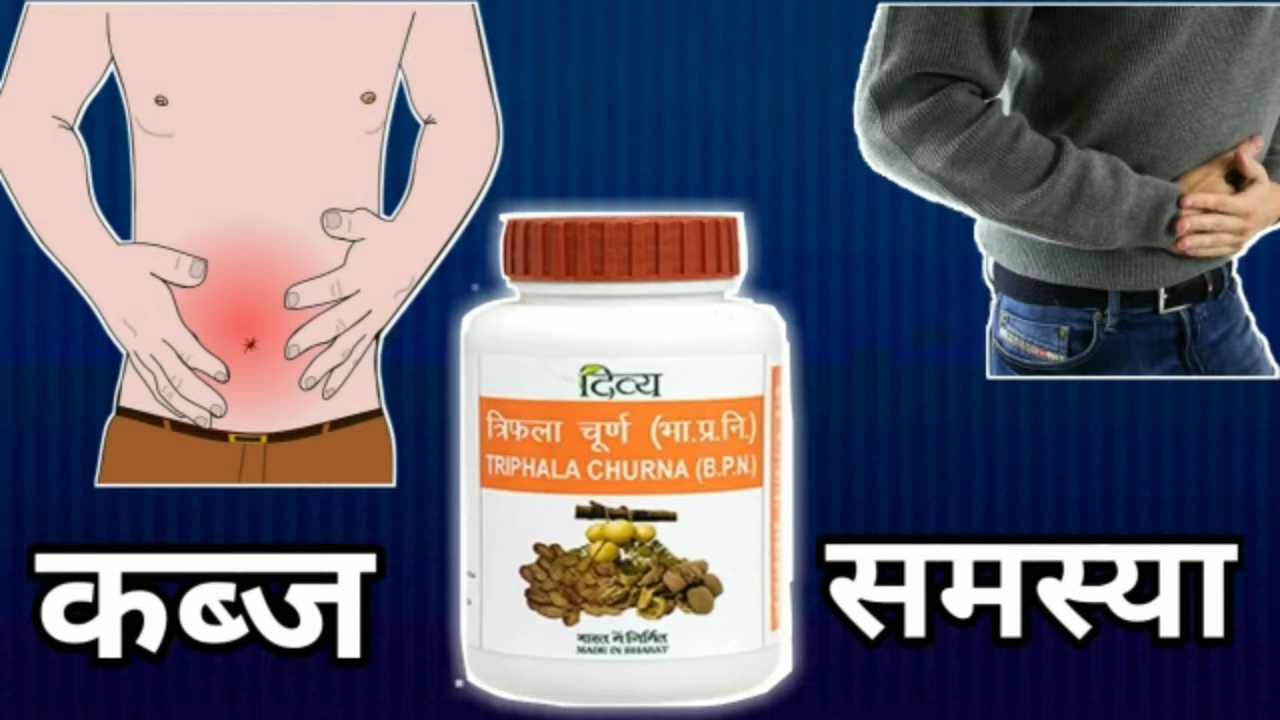 दिव्य
त्रिफला चूर्ण (भा.प्र.नि.)
TRIPHALA CHURNA (B.P.N.)
भारत में निर्मित
MADE IN BHARAT
कब्ज समस्या